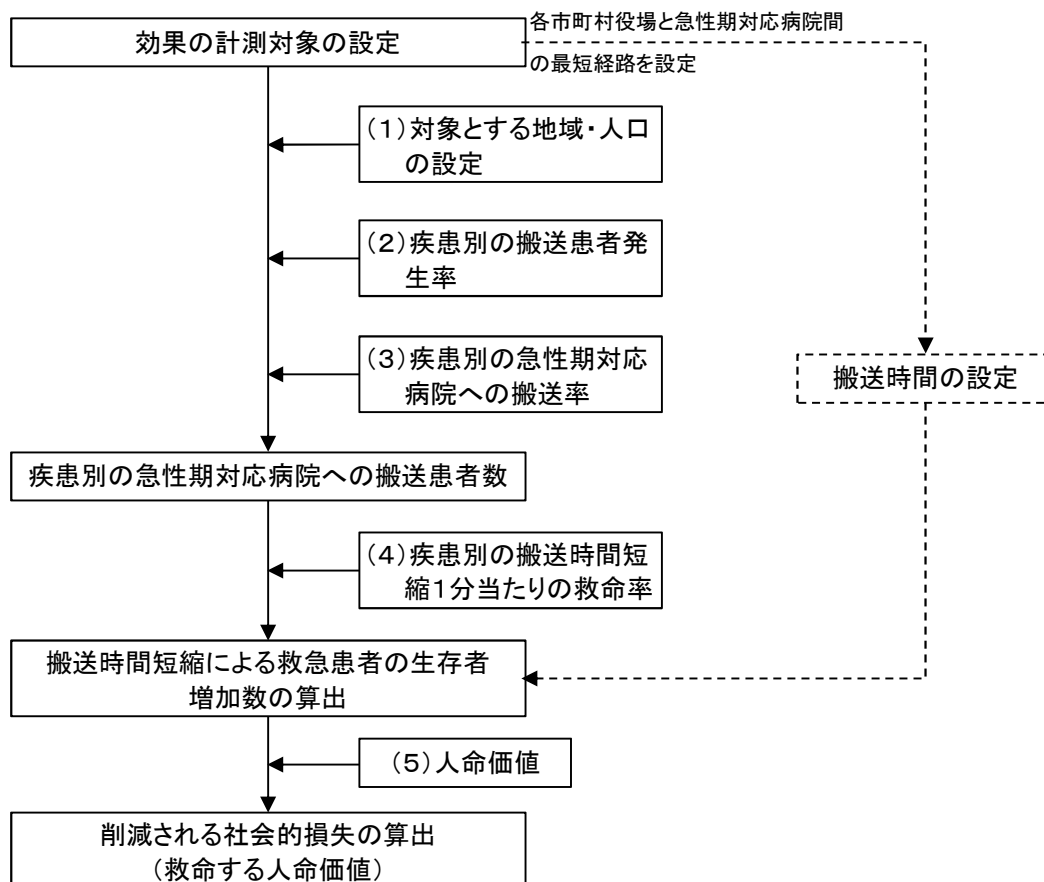 効果の計測対象の設定
各市町村役場と急性期対応病院間
の最短経路を設定
(1)対象とする地域・人口
の設定
(2)疾患別の搬送患者発
生率
(3)疾患別の急性期対応
病院への搬送率
搬送時間の設定
疾患別の急性期対応病院への搬送患者数
(4)疾患別の搬送時間短
縮1分当たりの救命率
搬送時間短縮による救急患者の生存者
増加数の算出
(5)人命価値
削減される社会的損失の算出
(救命する人命価値)